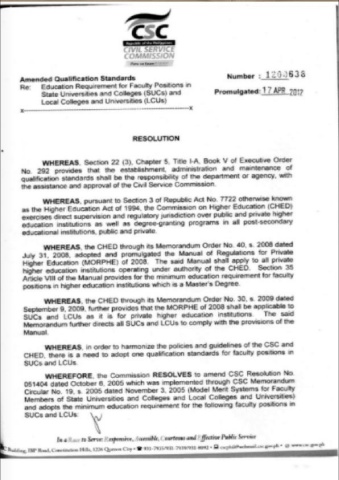 CSC
Republic of the Philippines
CIVIL SERVICE
COMMISSION
Amended Qualification Standards
Re: Education Requirement for Faculty Positions in
State Universities and Colleges (SUCs) and
Local Colleges and Universities (LCUs)
x----------------------------------------------------x
Number : 1200636
Promulgated: 17 APR 2012
RESOLUTION
WHEREAS, Section 22 (3), Chapter 5, Title I-A, Book V of Executive Order
No. 292 provides that the establishment, administration and maintenance of
qualification standards shall be the responsibility of the department or agency, with
the assistance and approval of the Civil Service Commission.
WHEREAS, pursuant to Section 3 of Republic Act No. 7722 otherwise known
as the Higher Education Act of 1994, the Commission on Higher Education (CHED)
exercises direct supervision and regulatory jurisdiction over public and private higher
education institutions as well as degree-granting programs in all post-secondary
educational institutions, public and private.
WHEREAS, the CHED through its Memorandum Order No. 40, s. 2008 dated
July 31, 2008, adopted and promulgated the Manual of Regulations for Private
Higher Education (MORPHE) of 2008. The said Manual shall apply to all private
higher education institutions operating under authority of the CHED. Section 35
Article VIII of the Manual provides for the minimum education requirement for faculty
positions in higher education institutions which is a Master's Degree.
WHEREAS, the CHED through its Memorandum Order No. 30, s. 2009 dated
September 9, 2009, further provides that the MORPHE of 2008 shall be applicable to
SUCs and LCUs as it is for private higher education institutions. The said
Memorandum further directs all SUCs and LCUs to comply with the provisions of the
Manual.
WHEREAS, in order to harmonize the policies and guidelines of the CSC and
CHED, there is a need to adopt one qualification standards for faculty positions in
SUCs and LCUs.
WHEREFORE, the Commission RESOLVES to amend CSC Resolution No.
051404 dated October 6, 2005 which was implemented through CSC Memorandum
Circular No. 19, s. 2005 dated November 3, 2005 (Model Merit Systems for Faculty
Members of State Universities and Colleges and Local Colleges and Universities)
and adopts the minimum education requirement for the following faculty positions in
SUCs and LCUs:
In a Race to Serve: Responsive, Accessible, Courteous and Effective Public Service
Building, IBP Road, Constitution Hills, 1226 Quezon City • www.csc.gov.ph